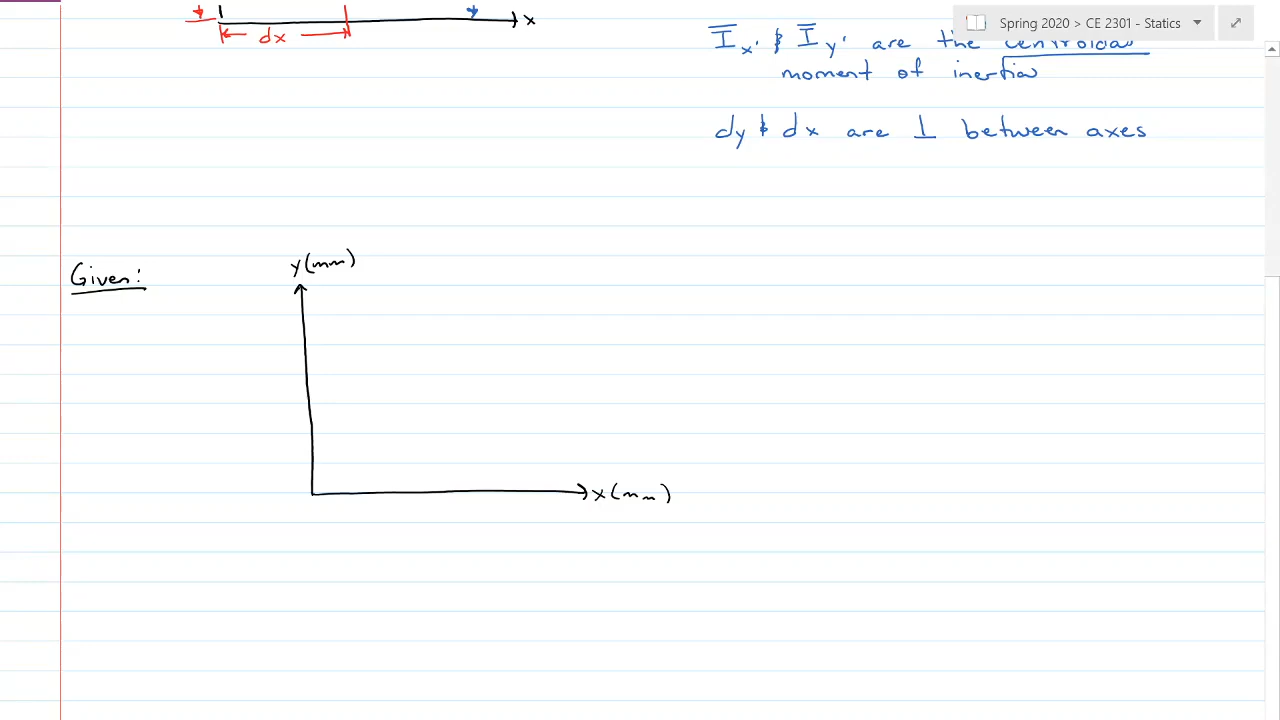 x
dx
Spring 2020 > CE 2301 - Statics
Ix' & Iy' are the centroidal
moment of inertia
dy & dx are ⊥ between axes
Given:
y(mm)
x(mm)